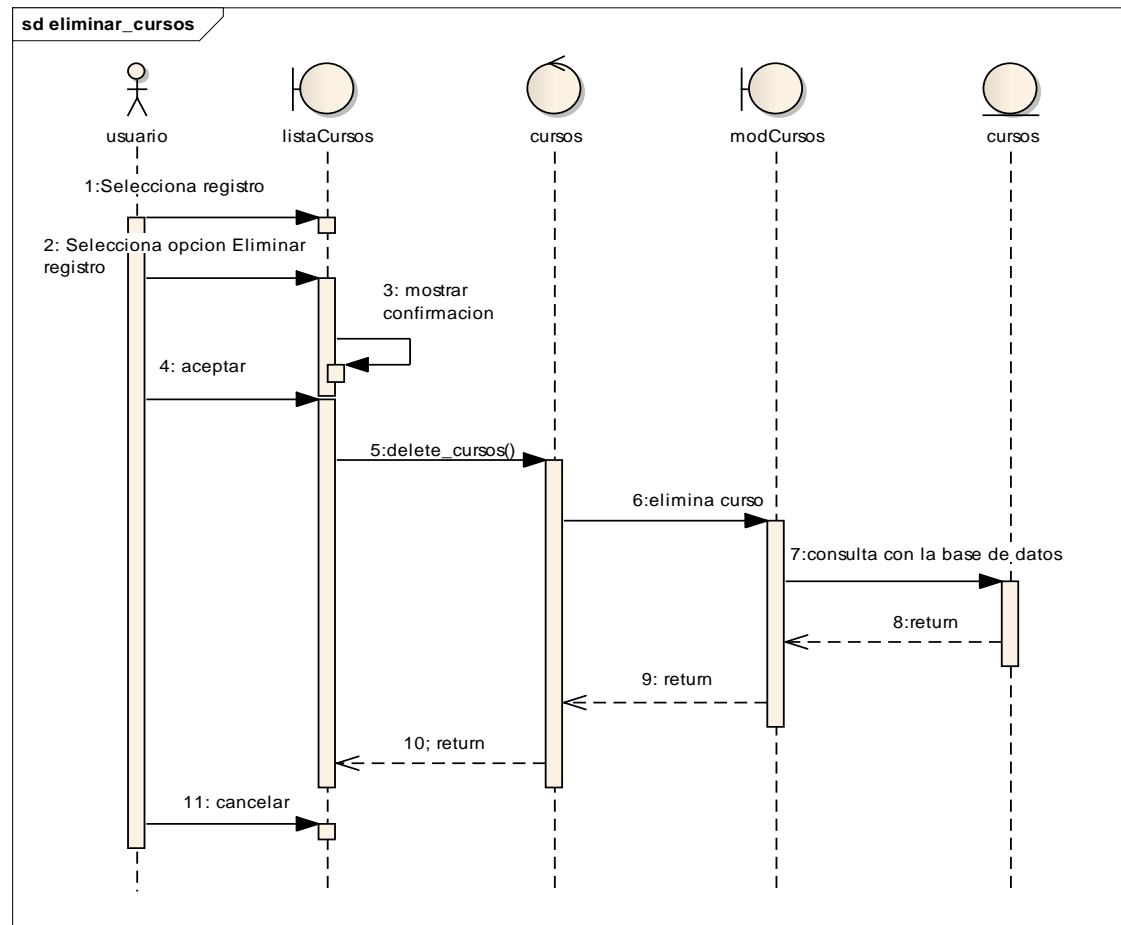 sd eliminar_cursos
usuario
listaCursos
cursos
modCursos
cursos
1:Selecciona registro
2: Selecciona opcion Eliminar
registro
3: mostrar
confirmacion
4: aceptar
5:delete_cursos()
6:elimina curso
7:consulta con la base de datos
8:return
9: return
10; return
11: cancelar